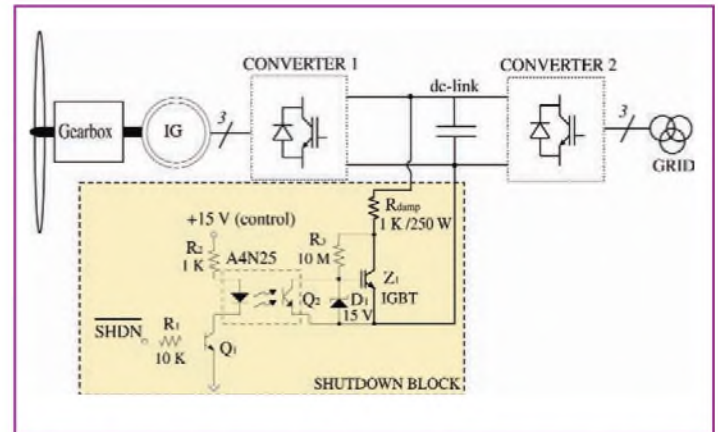 CONVERTER 1
CONVERTER 2
dc-link
Gearbox
IG
3
3
GRID
+15 V (control)
Rdamp
1 K /250 W
R2
1 K
A4N25
R3
10 M
Z1
IGBT
Q2
D1
15 V
SHDN
R1
10 K
Q1
SHUTDOWN BLOCK